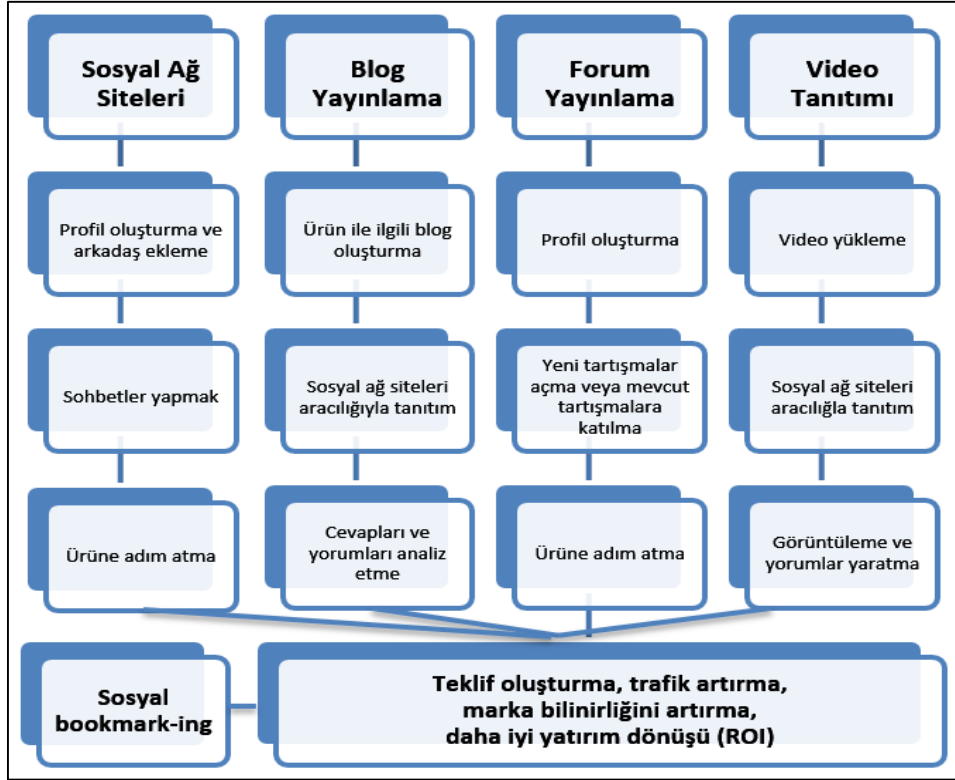 Sosyal Ağ
Siteleri
Blog
Yayınlama
Forum
Yayınlama
Video
Tanıtımı
Profil oluşturma ve
arkadaş ekleme
Ürün ile ilgili blog
oluşturma
Profil oluşturma
Video yükleme
Sohbetler yapmak
Sosyal ağ siteleri
aracılığıyla tanıtım
Yeni tartışmalar
açma veya mevcut
tartışmalara
katılma
Sosyal ağ siteleri
aracılığla tanıtım
Ürüne adım atma
Cevapları ve
yorumları analiz
etme
Ürüne adım atma
Görüntüleme ve
yorumlar yaratma
Sosyal
bookmark-ing
Teklif oluşturma, trafik artırma,
marka bilinirliğini artırma,
daha iyi yatırım dönüşü (ROI)